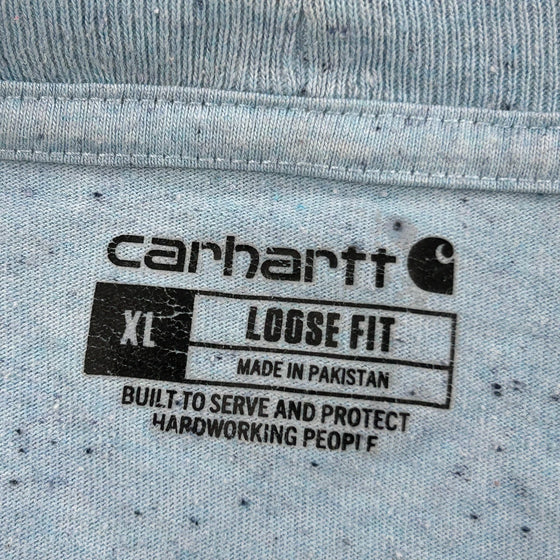 carhartt
XL
LOOSE FIT
MADE IN PAKISTAN
BUILT TO SERVE AND PROTECT
HARDWORKING PEOPLE